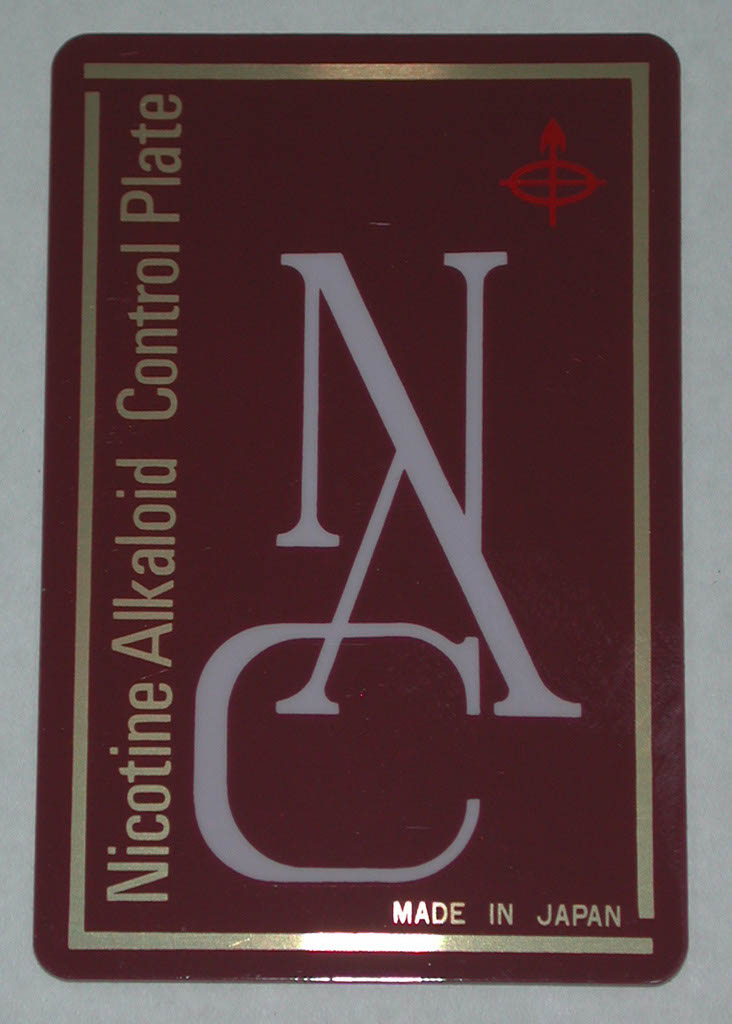 Nicotine Alkaloid Control Plate
NAC
MADE IN JAPAN